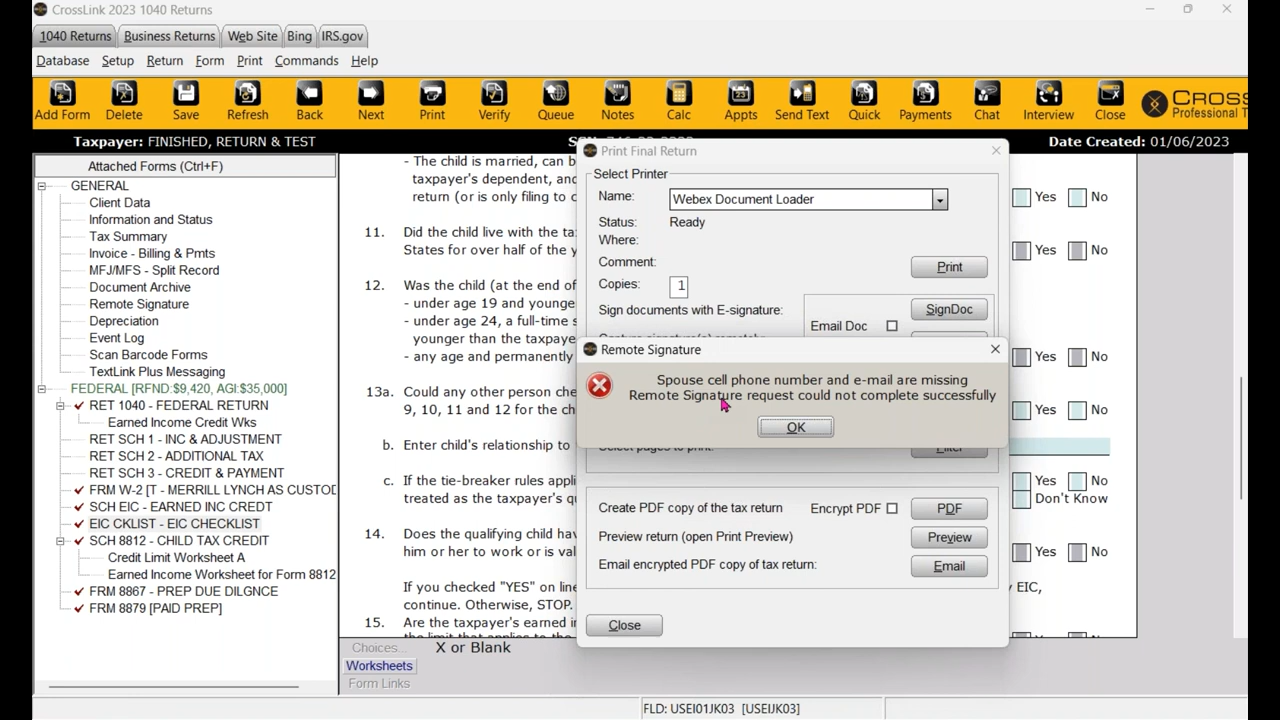 CrossLink 2023 1040 Returns
1040 Returns Business Returns Web Site Bing IRS.gov
Database Setup Return Form Print Commands Help
Add Form Delete Save Refresh Back Next Print Verify Queue Notes Calc Appts Send Text Quick Payments Chat Interview Close
CROSS
Professional T
Taxpayer: FINISHED, RETURN & TEST
Date Created: 01/06/2023
Attached Forms (Ctrl+F)
GENERAL
Client Data
Information and Status
Tax Summary
Invoice - Billing & Pmts
MFJ/MFS - Split Record
Document Archive
Remote Signature
Depreciation
Event Log
Scan Barcode Forms
TextLink Plus Messaging
FEDERAL [RFND:$9,420, AGI:$35,000]
RET 1040 - FEDERAL RETURN
Earned Income Credit Wks
RET SCH 1 - INC & ADJUSTMENT
RET SCH 2 - ADDITIONAL TAX
RET SCH 3 - CREDIT & PAYMENT
FRM W-2 [T - MERRILL LYNCH AS CUSTOD
SCH EIC - EARNED INC CREDT
EIC CKLIST - EIC CHECKLIST
SCH 8812 - CHILD TAX CREDIT
Credit Limit Worksheet A
Earned Income Worksheet for Form 8812
FRM 8867 - PREP DUE DILGNCE
FRM 8879 [PAID PREP]
- The child is married, can b
taxpayer's dependent, and
return (or is only filing to c
Yes No
11. Did the child live with the ta
States for over half of the y
Yes No
12. Was the child (at the end of
- under age 19 and younge
- under age 24, a full-time s
younger than the taxpaye
- any age and permanently
Yes No
13a. Could any other person che
9, 10, 11 and 12 for the ch
Yes No
b. Enter child's relationship to
c. If the tie-breaker rules appl
treated as the taxpayer's q
Yes No
Don't Know
14. Does the qualifying child hav
him or her to work or is val
Yes No
If you checked "YES" on line
y EIC,
continue. Otherwise, STOP.
15. Are the taxpayer's earned i
Print Final Return
Select Printer
Name: Webex Document Loader
Status: Ready
Where:
Comment:
Print
Copies: 1
Sign documents with E-signature: SignDoc
Email Doc
Remote Signature
Spouse cell phone number and e-mail are missing
Remote Signature request could not complete successfully
OK
Select pages to print: Filter
Create PDF copy of the tax return Encrypt PDF PDF
Preview return (open Print Preview) Preview
Email encrypted PDF copy of tax return: Email
Close
Choices... X or Blank
Worksheets
Form Links
FLD: USEI01JK03 [USEIJK03]